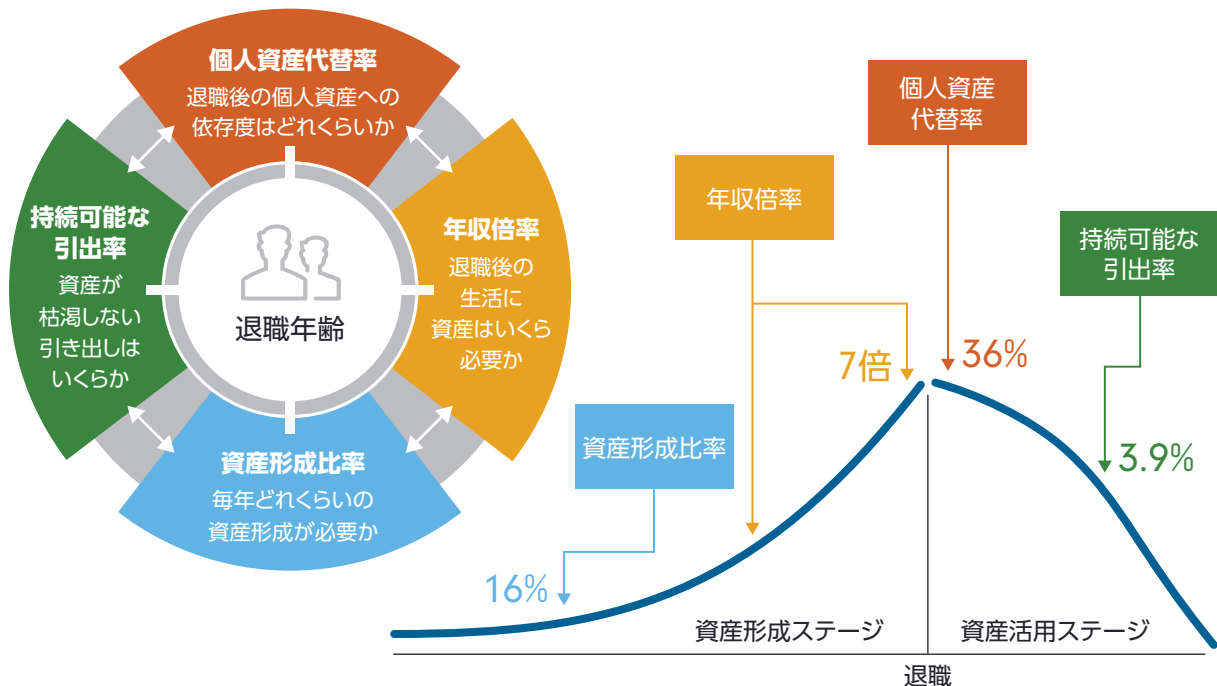 個人資産代替率
退職後の個人資産への
依存度はどれくらいか
持続可能な
引出率
資産が
枯渇しない
引き出しは
いくらか
退職年齢
年収倍率
退職後の
生活に
資産はいくら
必要か
資産形成比率
毎年どれくらいの
資産形成が必要か
個人資産
代替率
年収倍率
持続可能な
引出率
資産形成比率
7倍
36%
3.9%
16%
資産形成ステージ
資産活用ステージ
退職